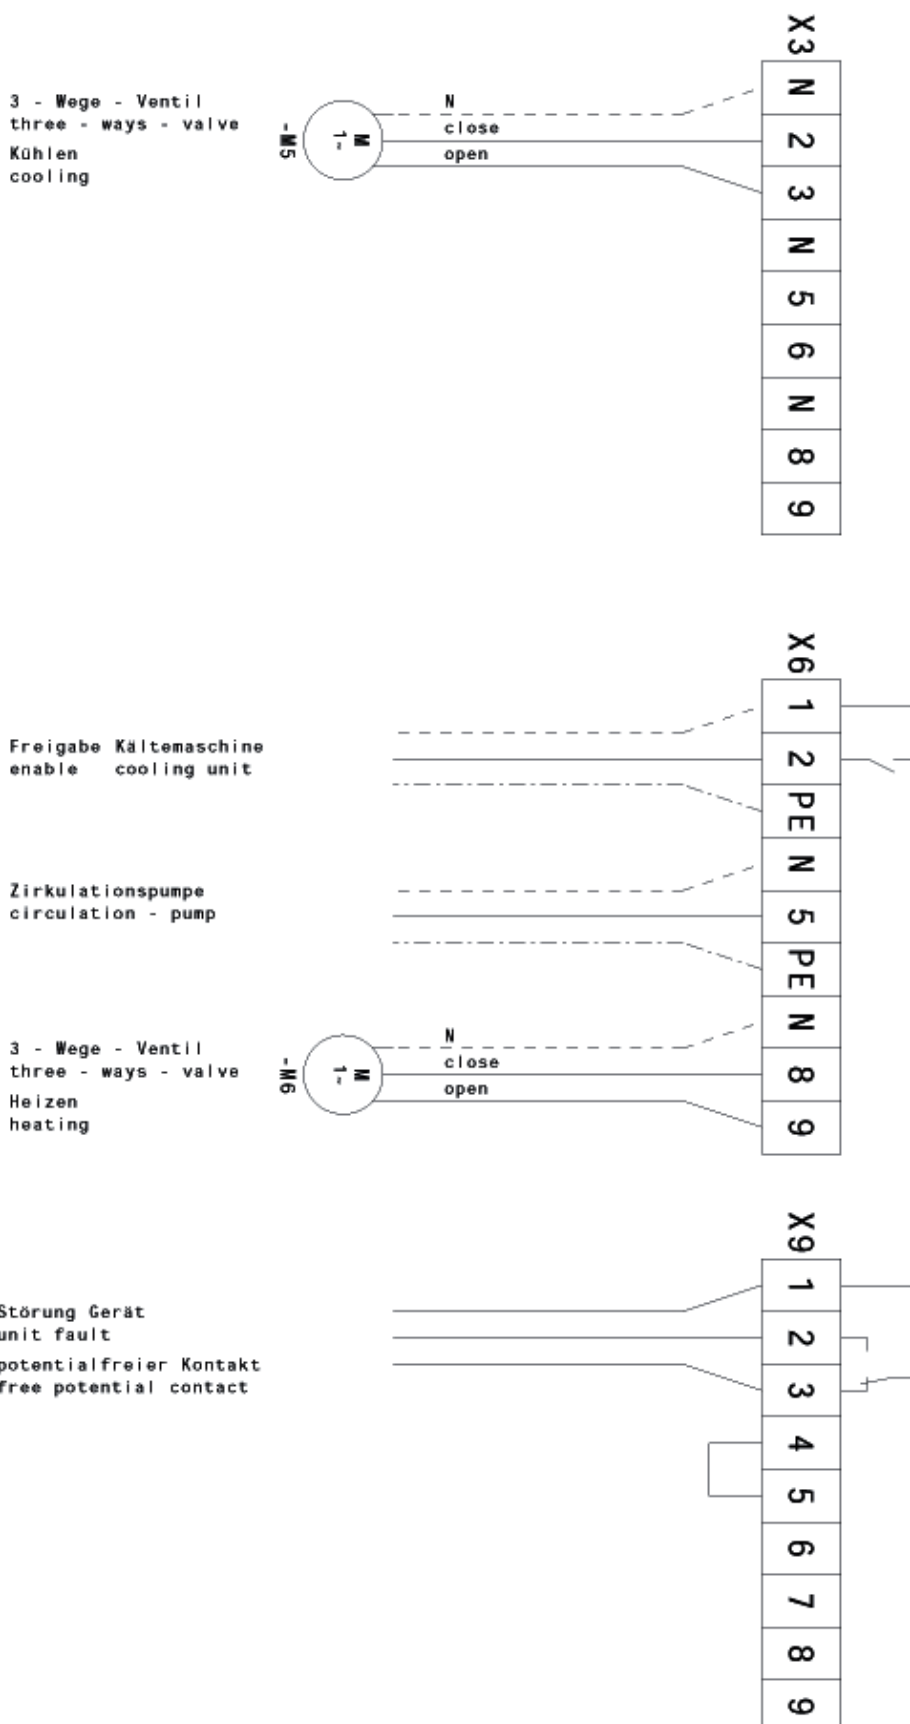 X3
N
3 - Wege - Ventil
three - ways - valve
Kühlen
cooling
-M5
M
1~
N
close
open
2
3
N
5
6
N
8
9
X6
1
Freigabe Kältemaschine
enable cooling unit
2
PE
N
Zirkulationspumpe
circulation - pump
5
PE
N
3 - Wege - Ventil
three - ways - valve
Heizen
heating
-M6
M
1~
N
close
open
8
9
X9
1
Störung Gerät
unit fault
potentialfreier Kontakt
free potential contact
2
3
4
5
6
7
8
9